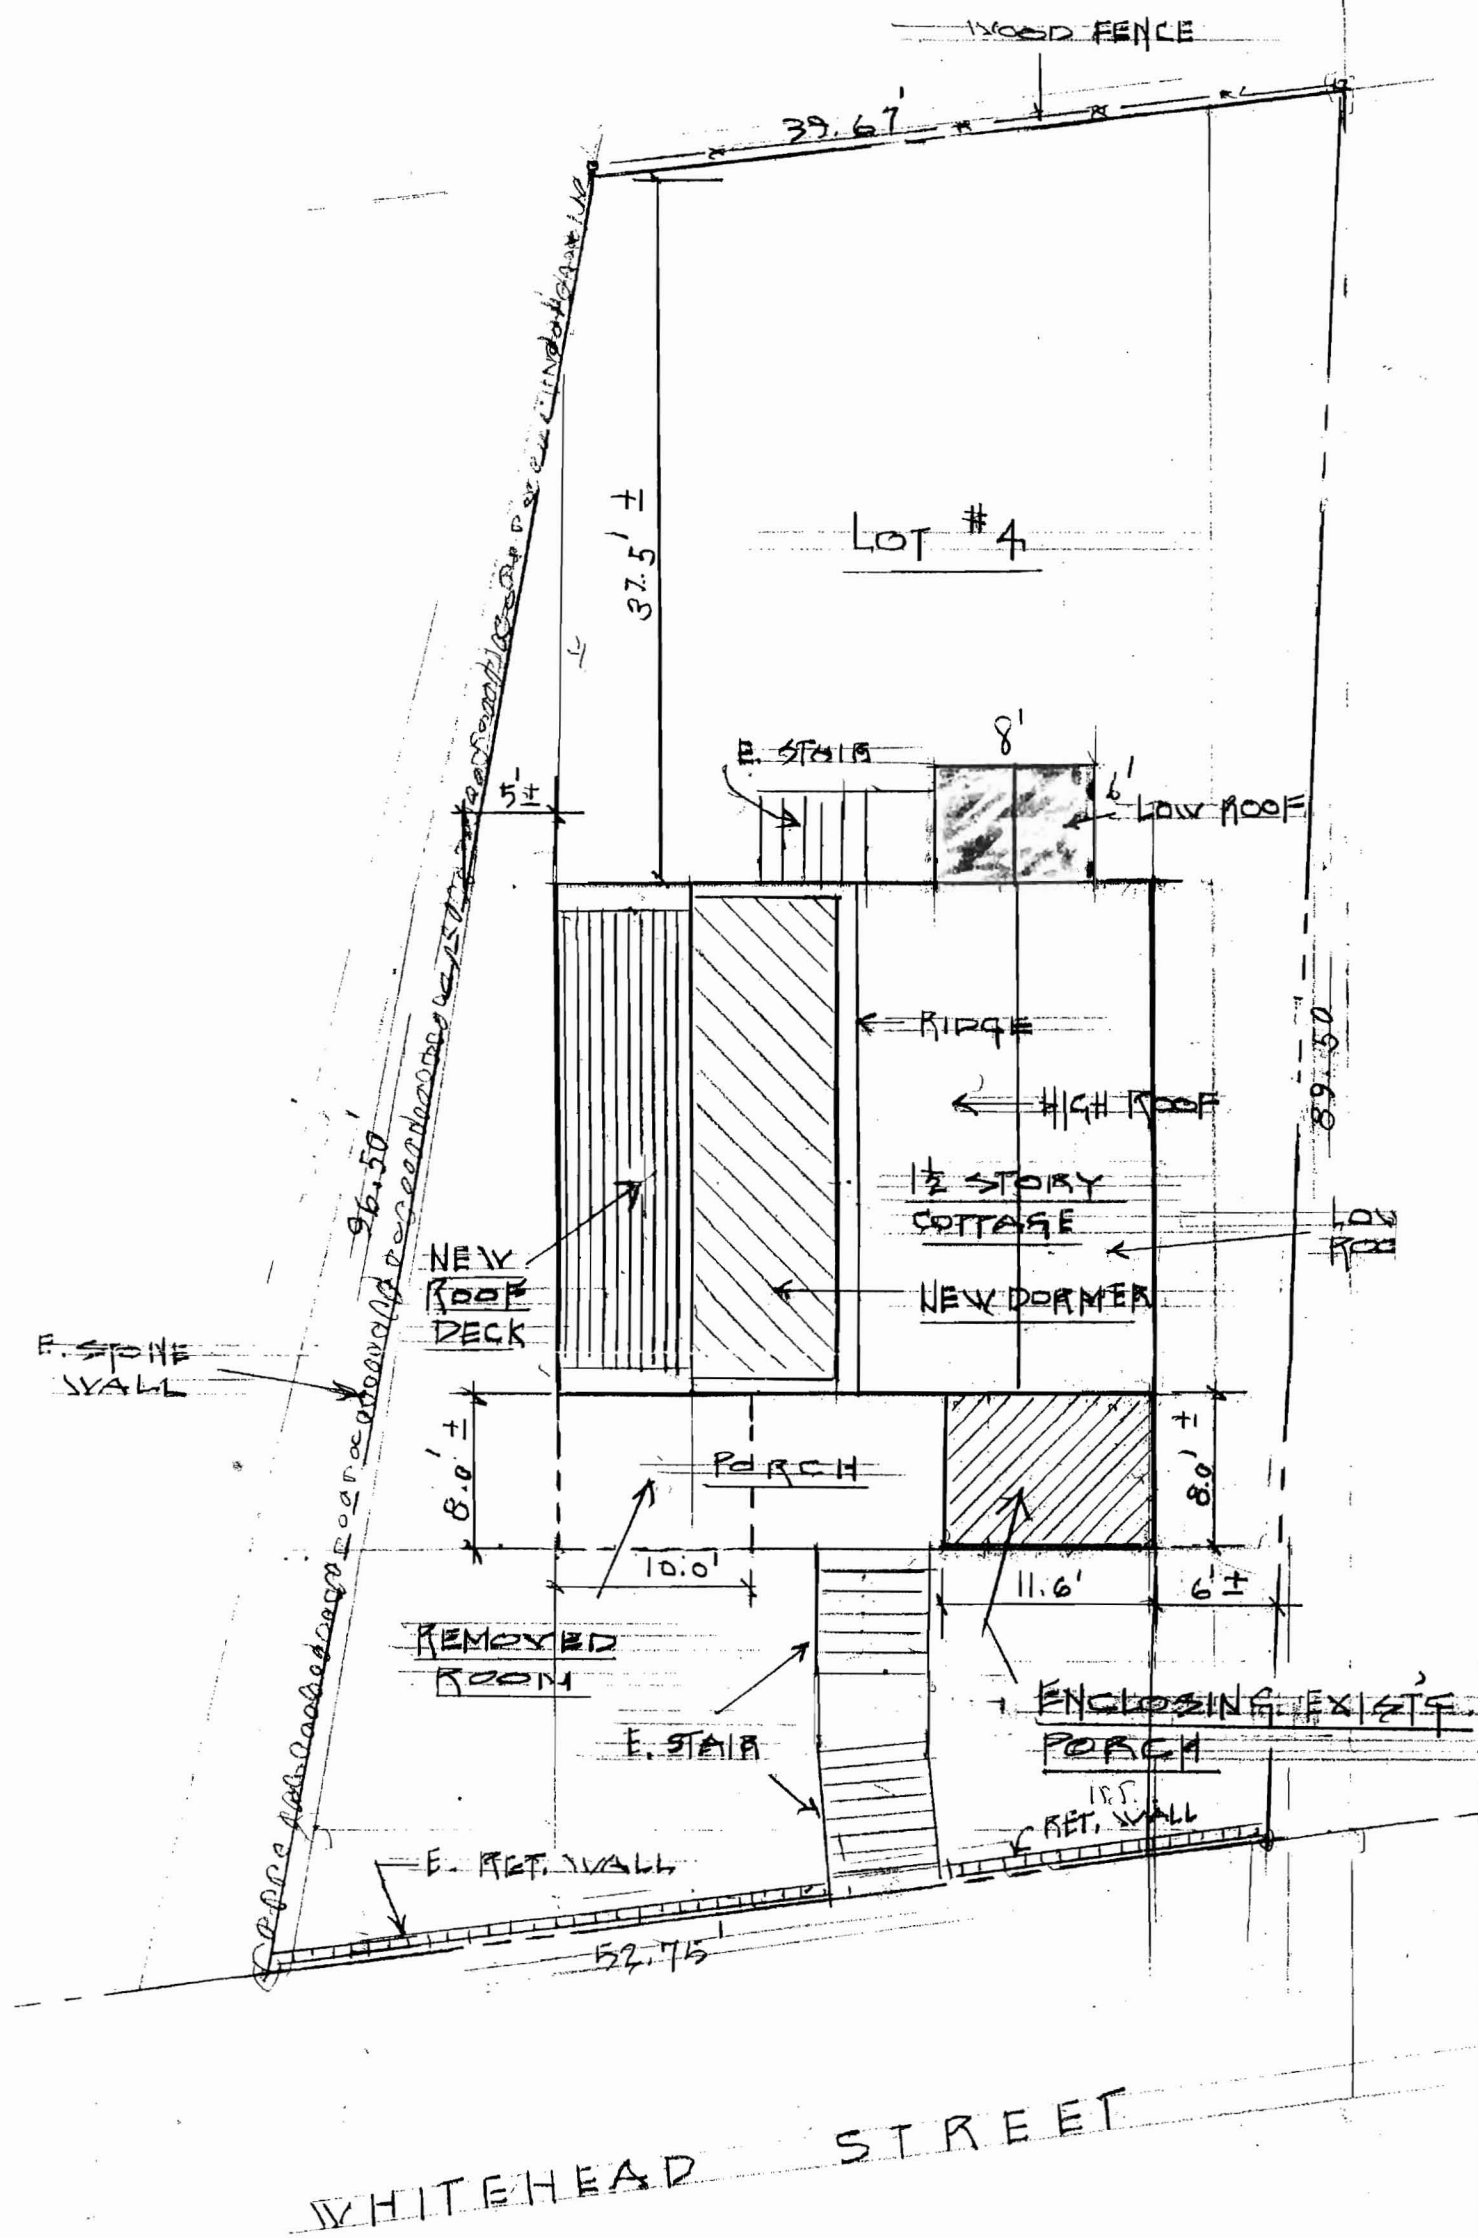 WOOD FENCE
39.67'
LOT #4
37.5' ±
8'
E. STAIR
6'
LOW ROOF
5'±
RIDGE
HIGH ROOF
89.50
1½ STORY
COTTAGE
96.50'
LOW
ROO
NEW
ROOF
DECK
NEW DORMER
E. STONE
WALL
8.0' ±
PORCH
8.0' ±
10.0'
11.6'
6' ±
REMOVED
ROOM
ENCLOSING EXIST'G.
PORCH
E. STAIR
RET. WALL
E. RET. WALL
52.75'
WHITEHEAD STREET